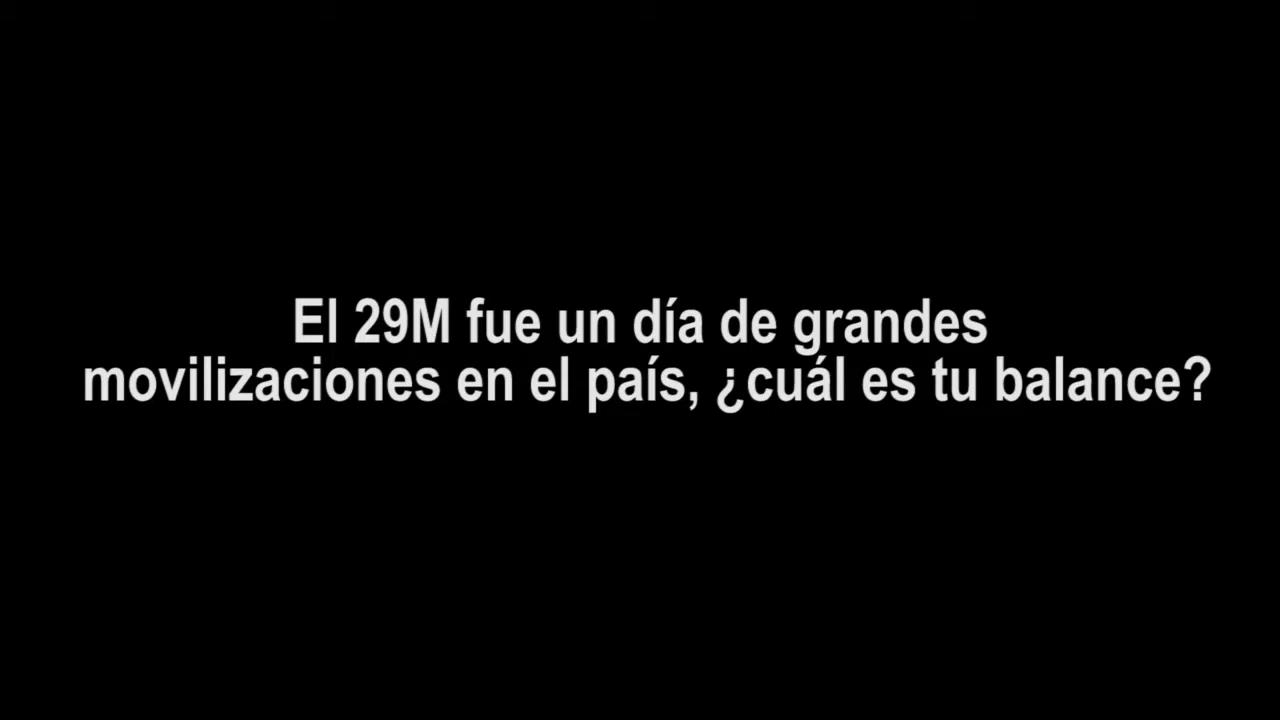 El 29M fue un día de grandes
movilizaciones en el país, ¿cuál es tu balance?